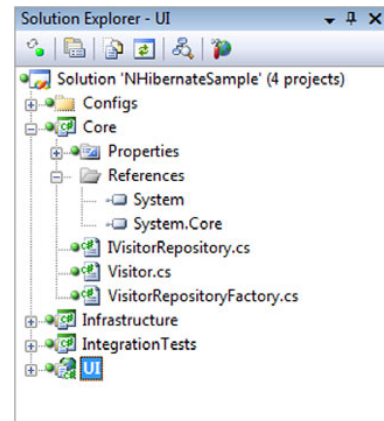 Solution Explorer - UI
Solution 'NHibernateSample' (4 projects)
Configs
Core
Properties
References
System
System.Core
IVisitorRepository.cs
Visitor.cs
VisitorRepositoryFactory.cs
Infrastructure
IntegrationTests
UI